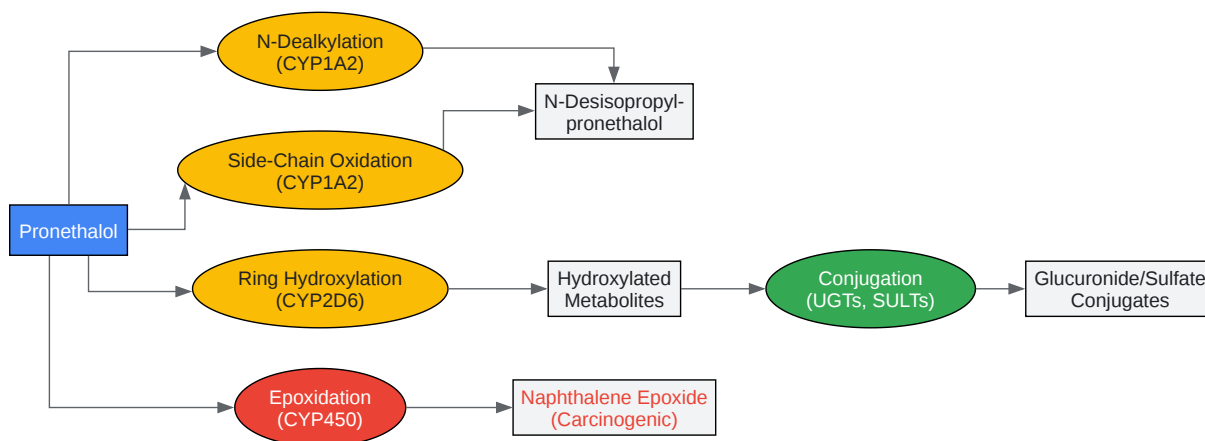 N-Dealkylation
(CYP1A2)
N-Desisopropyl-
pronethalol
Side-Chain Oxidation
(CYP1A2)
Pronethalol
Ring Hydroxylation
(CYP2D6)
Hydroxylated
Metabolites
Conjugation
(UGTs, SULTs)
Glucuronide/Sulfate
Conjugates
Epoxidation
(CYP450)
Naphthalene Epoxide
(Carcinogenic)